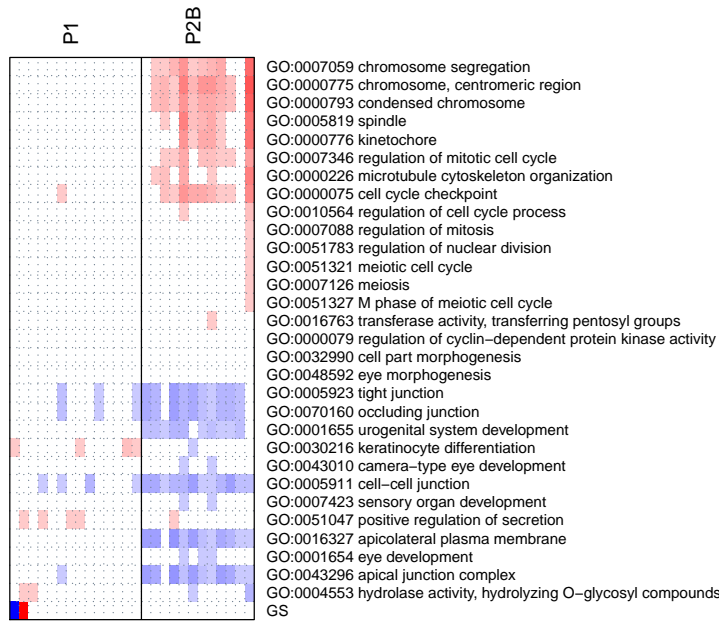 P1
P2B
GO:0007059 chromosome segregation
GO:0000775 chromosome, centromeric region
GO:0000793 condensed chromosome
GO:0005819 spindle
GO:0000776 kinetochore
GO:0007346 regulation of mitotic cell cycle
GO:0000226 microtubule cytoskeleton organization
GO:0000075 cell cycle checkpoint
GO:0010564 regulation of cell cycle process
GO:0007088 regulation of mitosis
GO:0051783 regulation of nuclear division
GO:0051321 meiotic cell cycle
GO:0007126 meiosis
GO:0051327 M phase of meiotic cell cycle
GO:0016763 transferase activity, transferring pentosyl groups
GO:0000079 regulation of cyclin−dependent protein kinase activity
GO:0032990 cell part morphogenesis
GO:0048592 eye morphogenesis
GO:0005923 tight junction
GO:0070160 occluding junction
GO:0001655 urogenital system development
GO:0030216 keratinocyte differentiation
GO:0043010 camera−type eye development
GO:0005911 cell−cell junction
GO:0007423 sensory organ development
GO:0051047 positive regulation of secretion
GO:0016327 apicolateral plasma membrane
GO:0001654 eye development
GO:0043296 apical junction complex
GO:0004553 hydrolase activity, hydrolyzing O−glycosyl compounds
GS